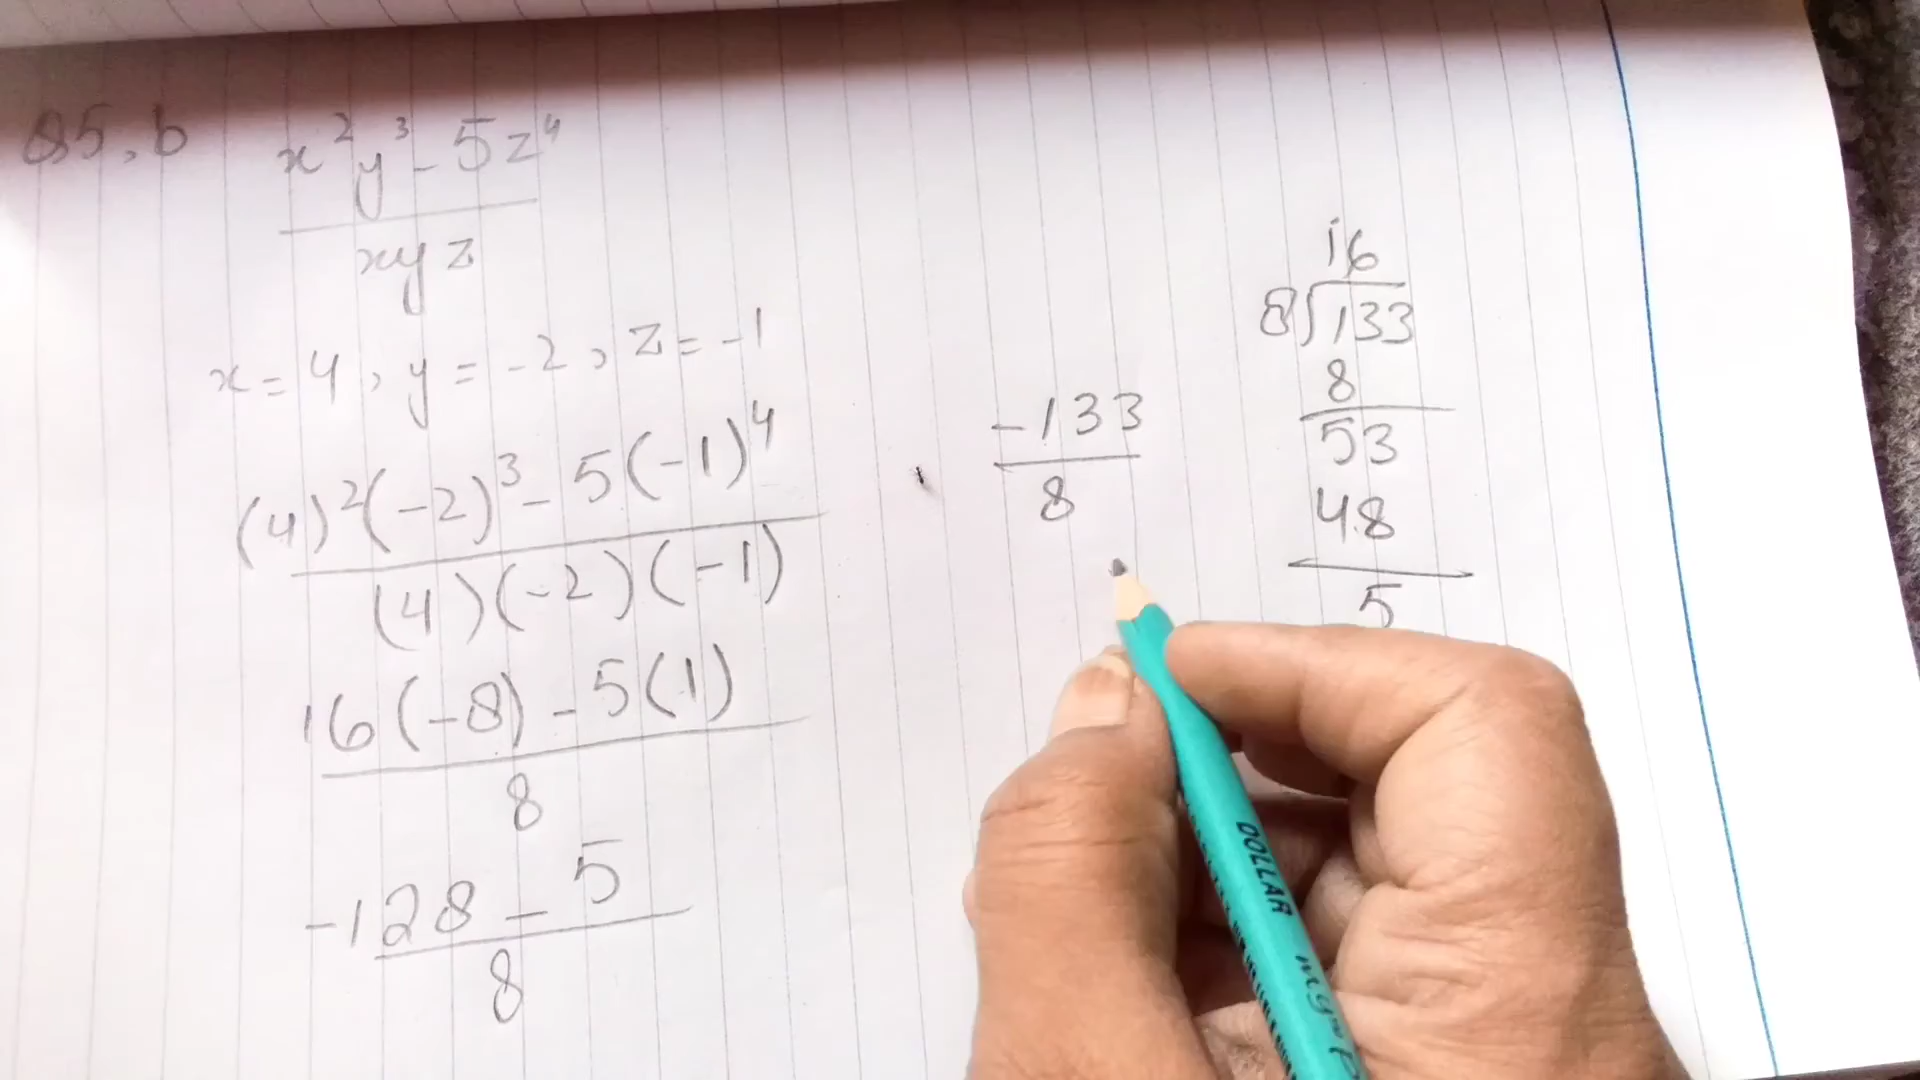 Q5, b
x²y³ - 5z⁴
xyz
x = 4, y = -2, z = -1
(4)²(-2)³ - 5(-1)⁴
(4)(-2)(-1)
16(-8) - 5(1)
8
-128 - 5
8
-133
8
16
8)133
8
53
48
5
DOLLAR